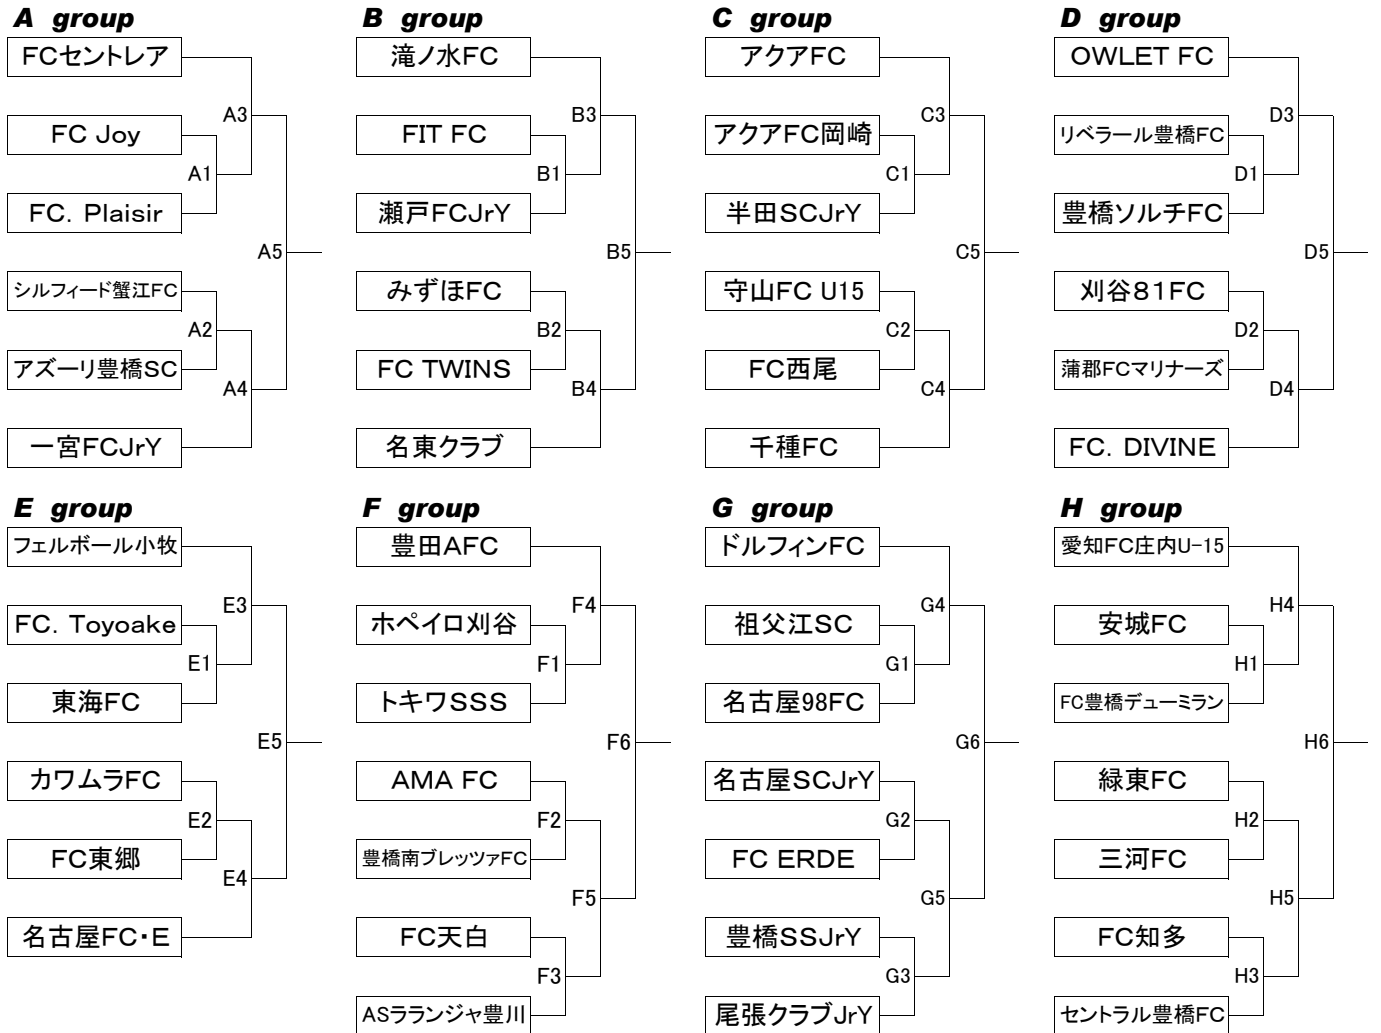 A group
FCセントレア
A3
FC Joy
A1
FC. Plaisir
A5
シルフィード蟹江FC
A2
アズーリ豊橋SC
A4
一宮FCJrY
B group
滝ノ水FC
B3
FIT FC
B1
瀬戸FCJrY
B5
みずほFC
B2
FC TWINS
B4
名東クラブ
C group
アクアFC
C3
アクアFC岡崎
C1
半田SCJrY
C5
守山FC U15
C2
FC西尾
C4
千種FC
D group
OWLET FC
D3
リベラール豊橋FC
D1
豊橋ソルチFC
D5
刈谷81FC
D2
蒲郡FCマリナーズ
D4
FC. DIVINE
E group
フェルボール小牧
E3
FC. Toyoake
E1
東海FC
E5
カワムラFC
E2
FC東郷
E4
名古屋FC・E
F group
豊田AFC
F4
ホペイロ刈谷
F1
トキワSSS
F6
AMA FC
F2
豊橋南ブレッツァFC
F5
FC天白
F3
ASラランジャ豊川
G group
ドルフィンFC
G4
祖父江SC
G1
名古屋98FC
G6
名古屋SCJrY
G2
FC ERDE
G5
豊橋SSJrY
G3
尾張クラブJrY
H group
愛知FC庄内U-15
H4
安城FC
H1
FC豊橋デューミラン
H6
緑東FC
H2
三河FC
H5
FC知多
H3
セントラル豊橋FC